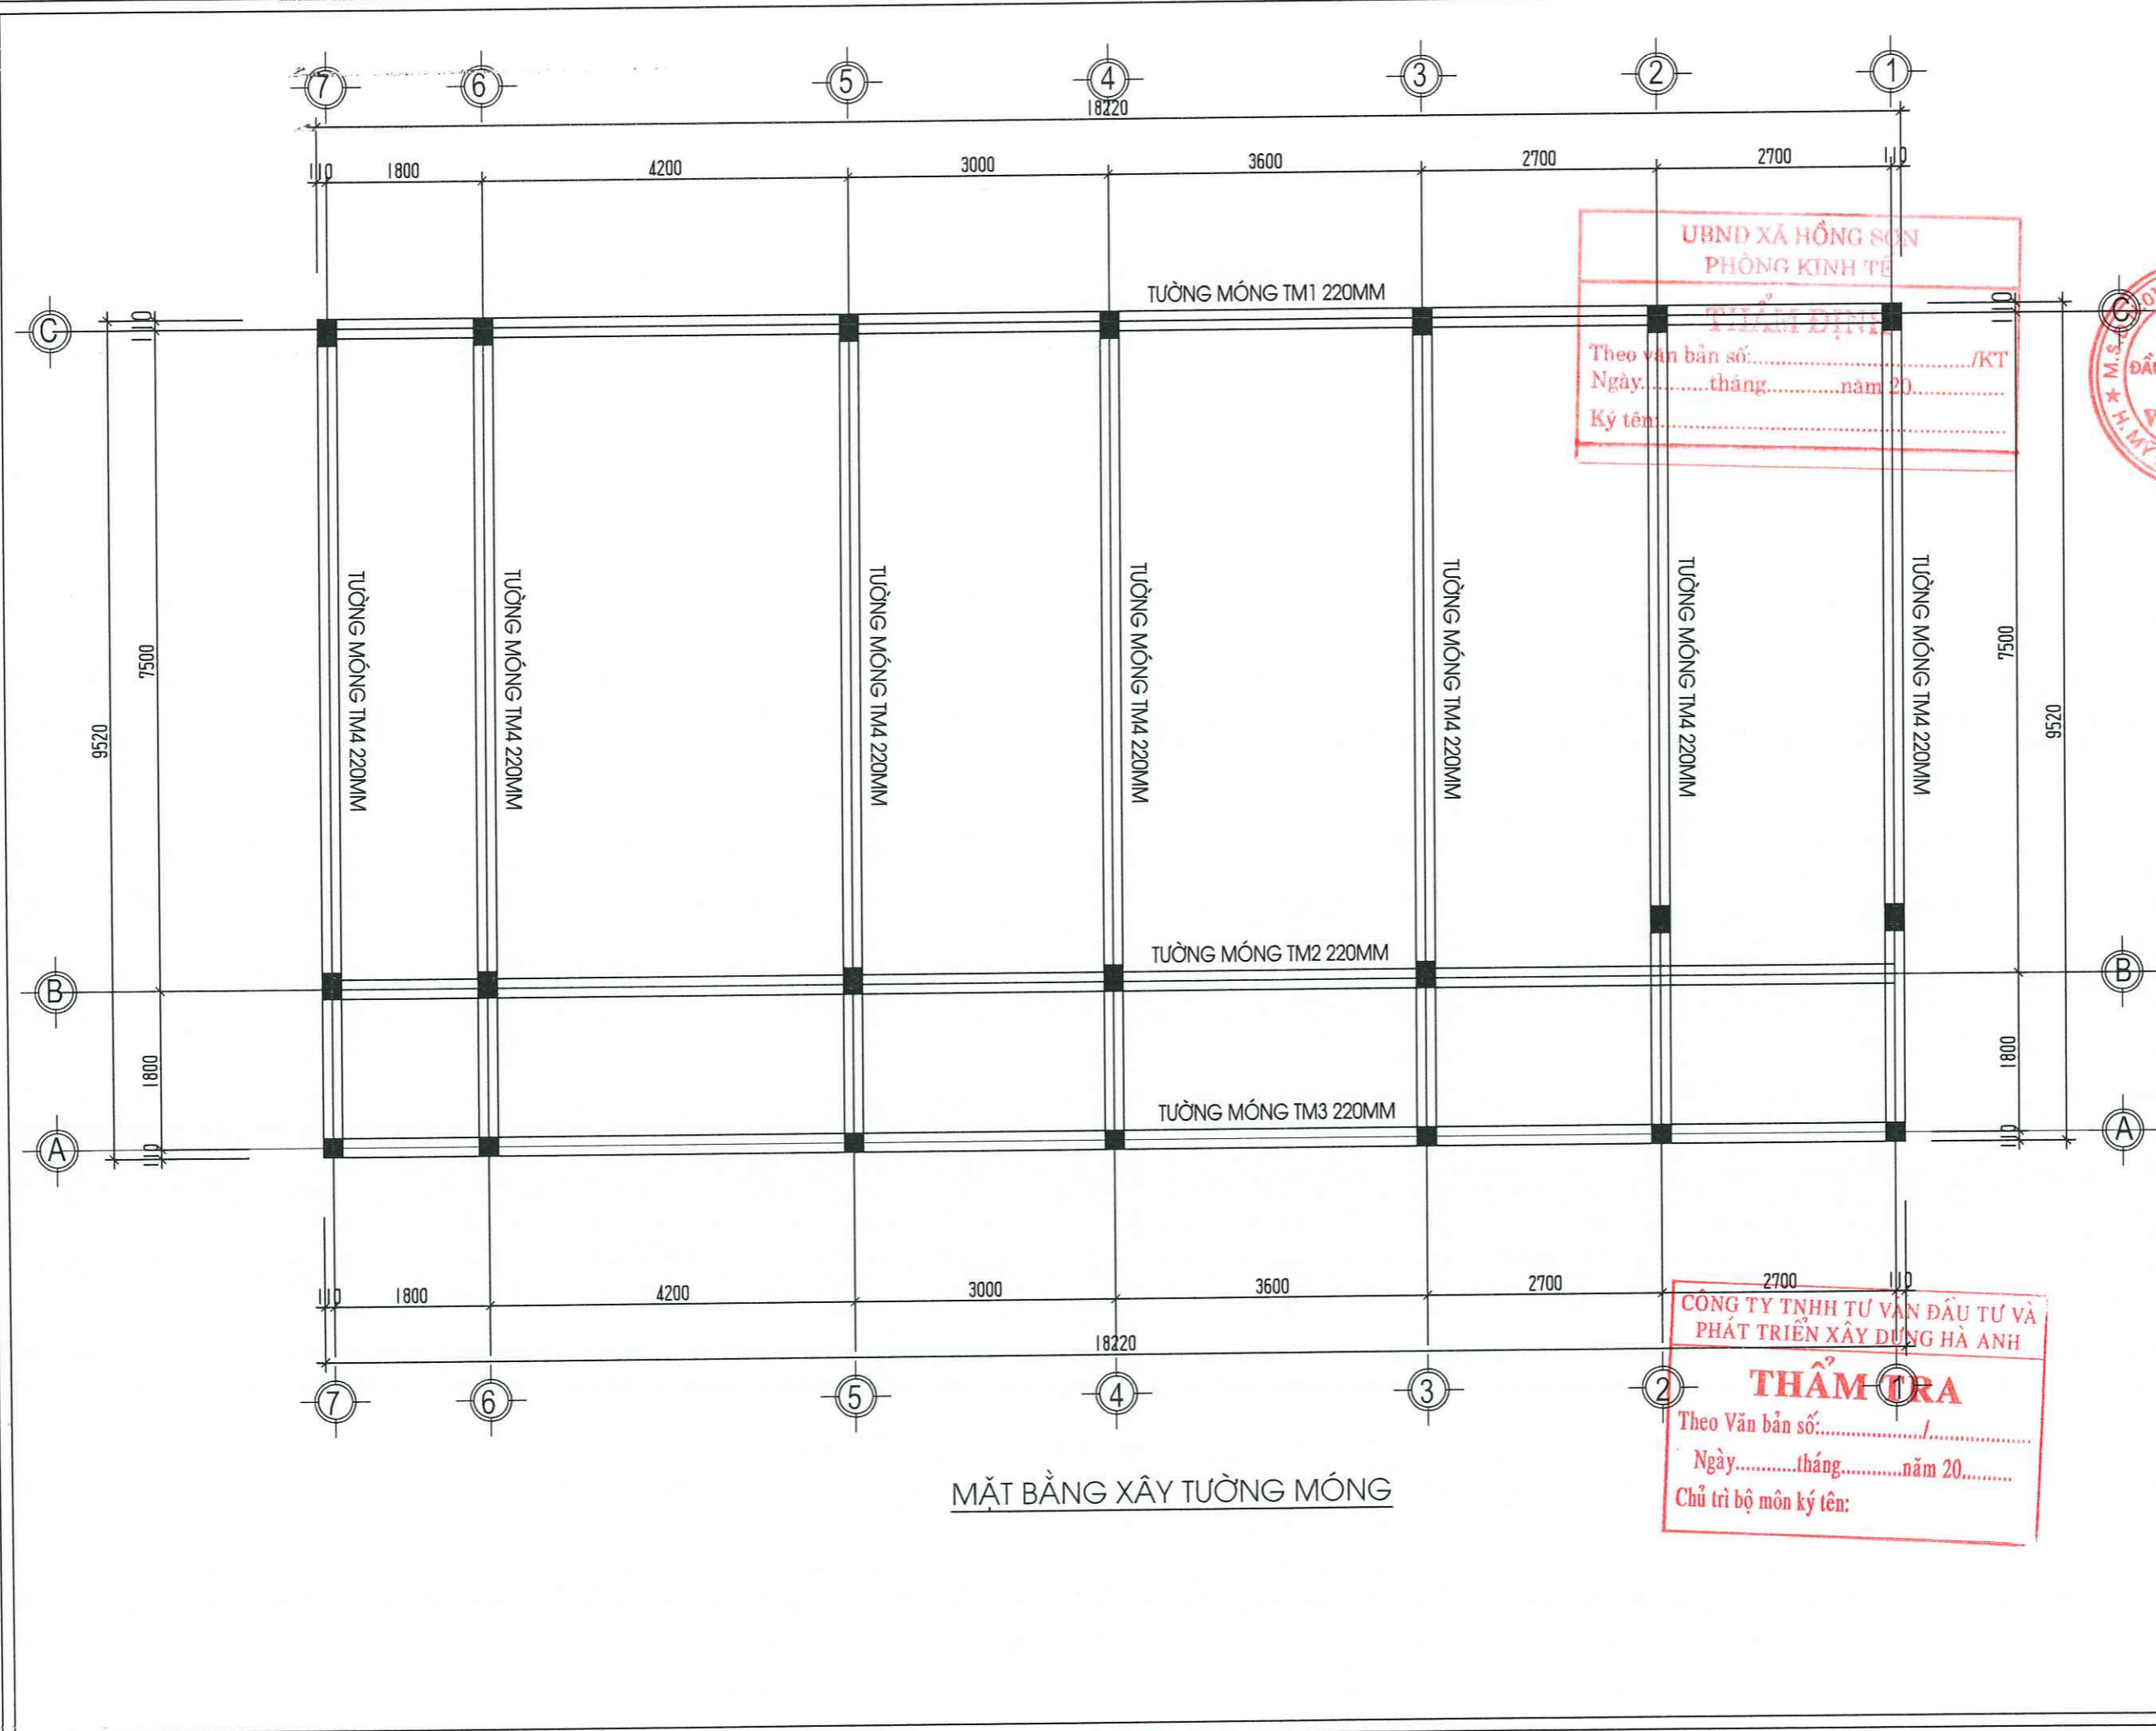 7 6 5 4 3 2 1
18220
110 1800 4200 3000 3600 2700 2700 110
UBND XÃ HỒNG SƠN
PHÒNG KINH TẾ
THẨM ĐỊNH
Theo văn bản số:...../KT
Ngày.....tháng.....năm 20.....
Ký tên:.....
TƯỜNG MÓNG TM1 220MM
C 110 110 C
M.S.D
ĐẦ
H. MỸ
TƯỜNG MÓNG TM4 220MM
TƯỜNG MÓNG TM4 220MM
TƯỜNG MÓNG TM4 220MM
TƯỜNG MÓNG TM4 220MM
TƯỜNG MÓNG TM4 220MM
TƯỜNG MÓNG TM4 220MM
TƯỜNG MÓNG TM4 220MM
9520 7500 7500 9520
TƯỜNG MÓNG TM2 220MM
B B
1800 1800
TƯỜNG MÓNG TM3 220MM
A 110 110 A
110 1800 4200 3000 3600 2700 2700 110
18220
7 6 5 4 3 2 1
CÔNG TY TNHH TƯ VẤN ĐẦU TƯ VÀ
PHÁT TRIỂN XÂY DỰNG HÀ ANH
THẨM TRA
Theo Văn bản số:...../.....
Ngày.....tháng.....năm 20.....
Chủ trì bộ môn ký tên:
MẶT BẰNG XÂY TƯỜNG MÓNG